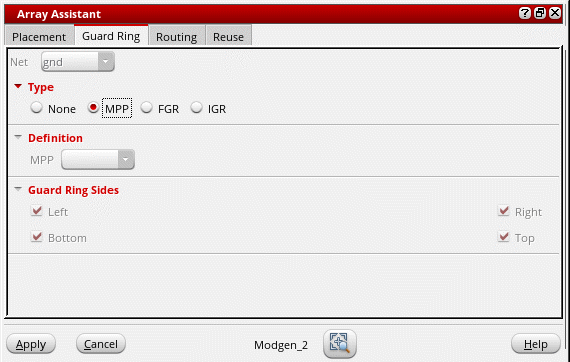 Array Assistant
Placement Guard Ring Routing Reuse
Net gnd
Type
None MPP FGR IGR
Definition
MPP
Guard Ring Sides
Left Right
Bottom Top
Apply Cancel Modgen_2 Help